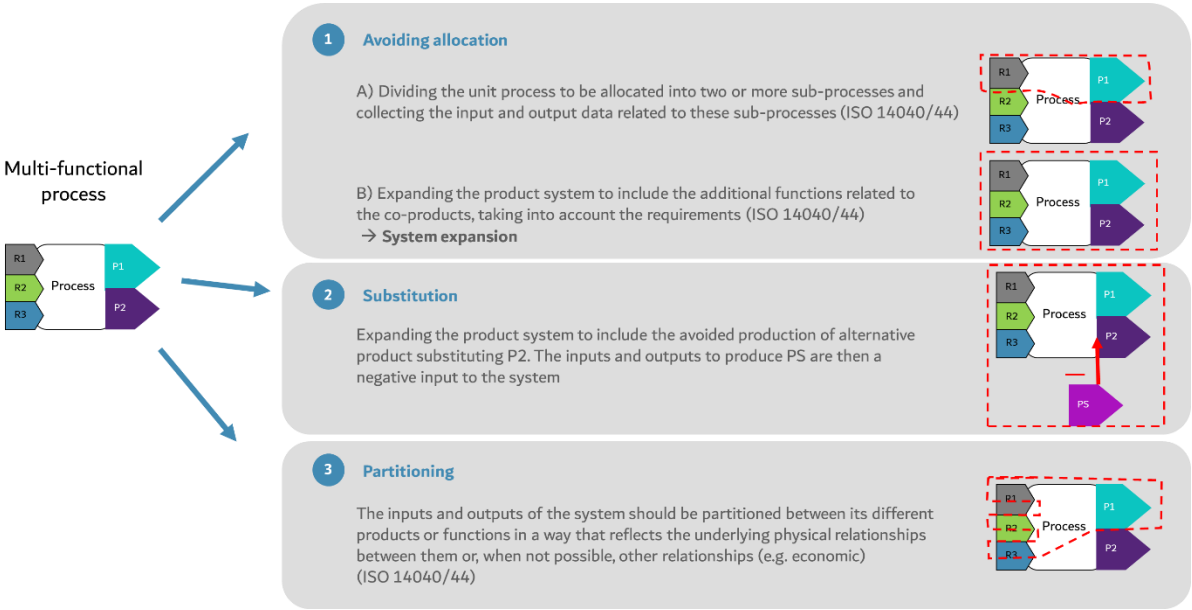 Multi-functional
process
R1
R2
R3
Process
P1
P2
1
Avoiding allocation
A) Dividing the unit process to be allocated into two or more sub-processes and
collecting the input and output data related to these sub-processes (ISO 14040/44)
R1
R2
R3
Process
P1
P2
B) Expanding the product system to include the additional functions related to
the co-products, taking into account the requirements (ISO 14040/44)
→ System expansion
R1
R2
R3
Process
P1
P2
2
Substitution
Expanding the product system to include the avoided production of alternative
product substituting P2. The inputs and outputs to produce PS are then a
negative input to the system
R1
R2
R3
Process
P1
P2
PS
3
Partitioning
The inputs and outputs of the system should be partitioned between its different
products or functions in a way that reflects the underlying physical relationships
between them or, when not possible, other relationships (e.g. economic)
(ISO 14040/44)
R1
R2
R3
Process
P1
P2